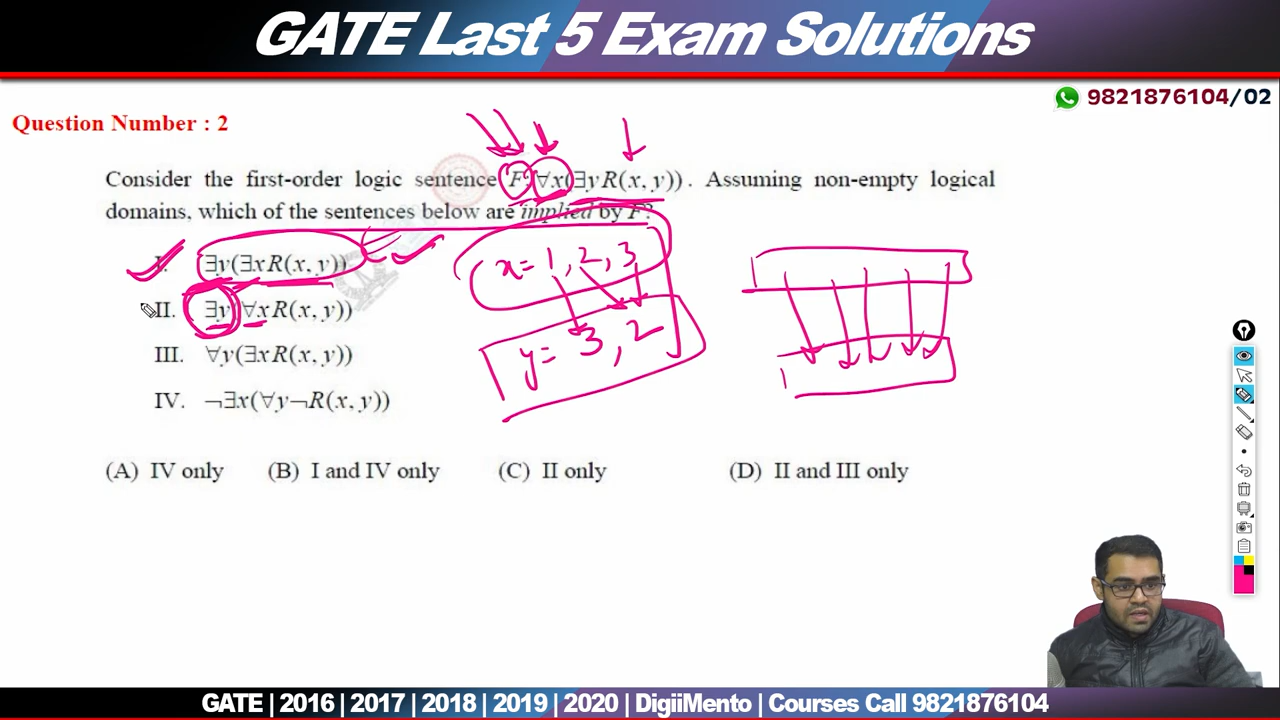 GATE Last 5 Exam Solutions
9821876104/02
Question Number : 2
Consider the first-order logic sentence F: ∀x(∃yR(x, y)). Assuming non-empty logical
domains, which of the sentences below are implied by F?
I. ∃y(∃xR(x, y))
II. ∃y(∀xR(x, y))
III. ∀y(∃xR(x, y))
IV. ¬∃x(∀y¬R(x, y))
x = 1, 2, 3
y = 3, 2
(A) IV only (B) I and IV only (C) II only (D) II and III only
GATE | 2016 | 2017 | 2018 | 2019 | 2020 | DigiiMento | Courses Call 9821876104